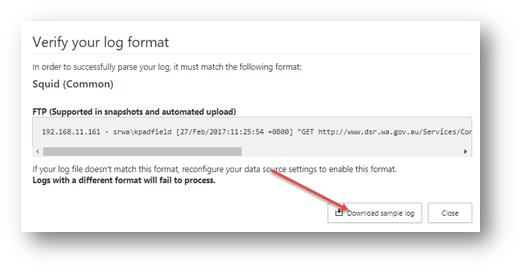 Verify your log format
In order to successfully parse your log, it must match the following format:
Squid (Common)
FTP (Supported in snapshots and automated upload)
192.168.11.161 - srwa\kpadfield [27/Feb/2017:11:25:54 +0800] "GET http://www.dsr.wa.gov.au/Services/Cor
If your log file doesn't match this format, reconfigure your data source settings to enable this format.
Logs with a different format will fail to process.
Download sample log
Close